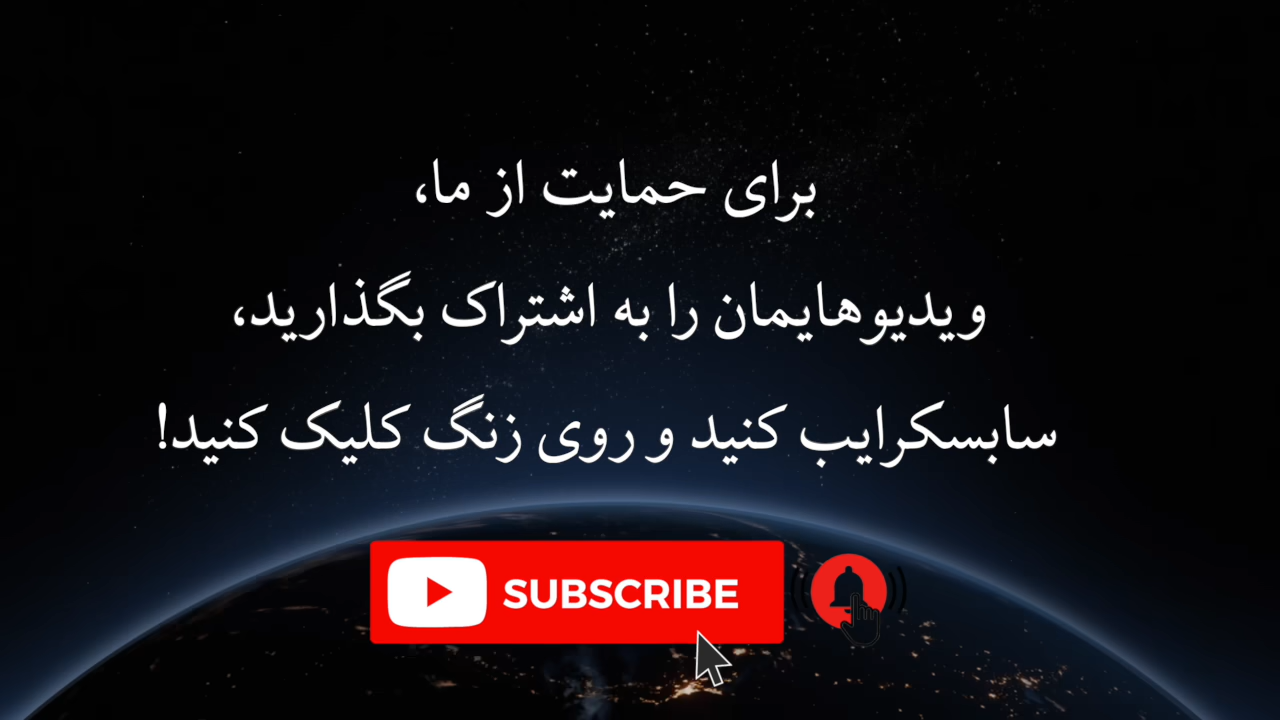 برای حمایت از ما،
ویدیوهایمان را به اشتراک بگذارید،
سابسکرایب کنید و روی زنگ کلیک کنید!
SUBSCRIBE